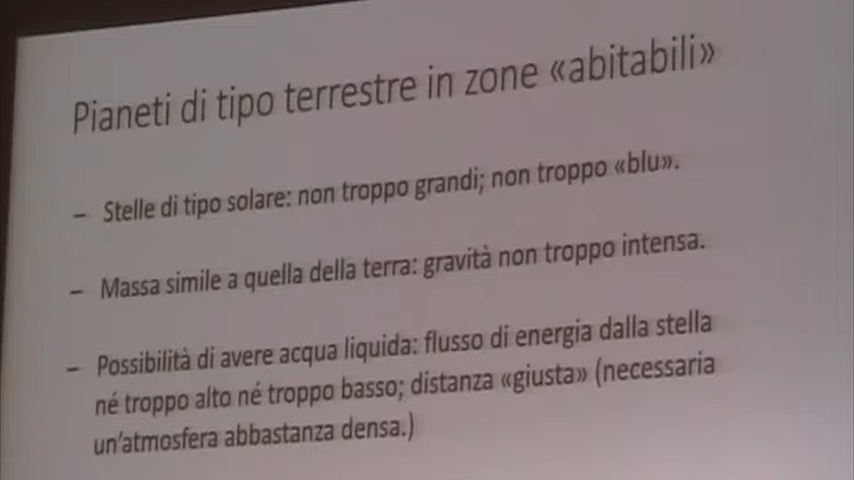 Pianeti di tipo terrestre in zone «abitabili»
– Stelle di tipo solare: non troppo grandi; non troppo «blu».
– Massa simile a quella della terra: gravità non troppo intensa.
– Possibilità di avere acqua liquida: flusso di energia dalla stella
né troppo alto né troppo basso; distanza «giusta» (necessaria
un'atmosfera abbastanza densa.)